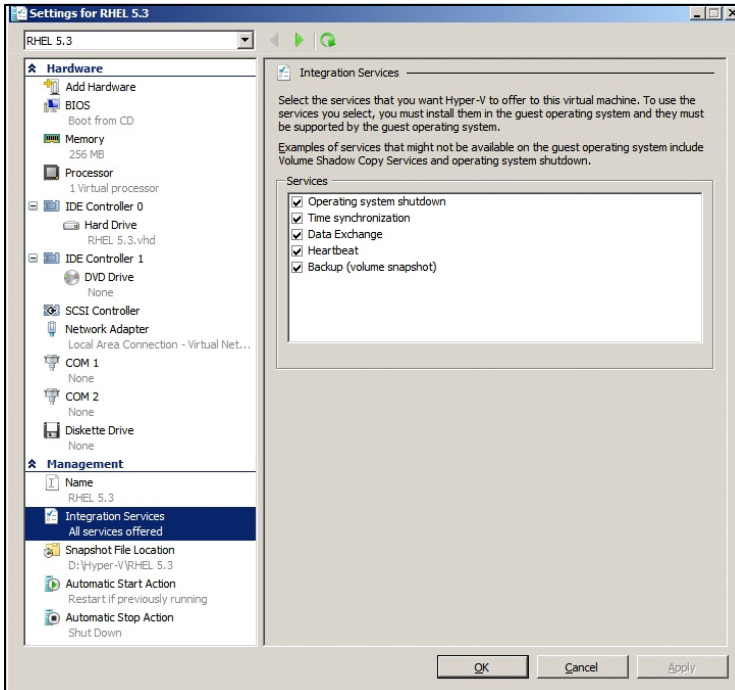 Settings for RHEL 5.3
RHEL 5.3
Hardware
Add Hardware
BIOS
Boot from CD
Memory
256 MB
Processor
1 Virtual processor
IDE Controller 0
Hard Drive
RHEL 5.3.vhd
IDE Controller 1
DVD Drive
None
SCSI Controller
Network Adapter
Local Area Connection - Virtual Net...
COM 1
None
COM 2
None
Diskette Drive
None
Management
Name
RHEL 5.3
Integration Services
All services offered
Snapshot File Location
D:\Hyper-V\RHEL 5.3
Automatic Start Action
Restart if previously running
Automatic Stop Action
Shut Down
Integration Services
Select the services that you want Hyper-V to offer to this virtual machine. To use the
services you select, you must install them in the guest operating system and they must
be supported by the guest operating system.
Examples of services that might not be available on the guest operating system include
Volume Shadow Copy Services and operating system shutdown.
Services
Operating system shutdown
Time synchronization
Data Exchange
Heartbeat
Backup (volume snapshot)
OK
Cancel
Apply